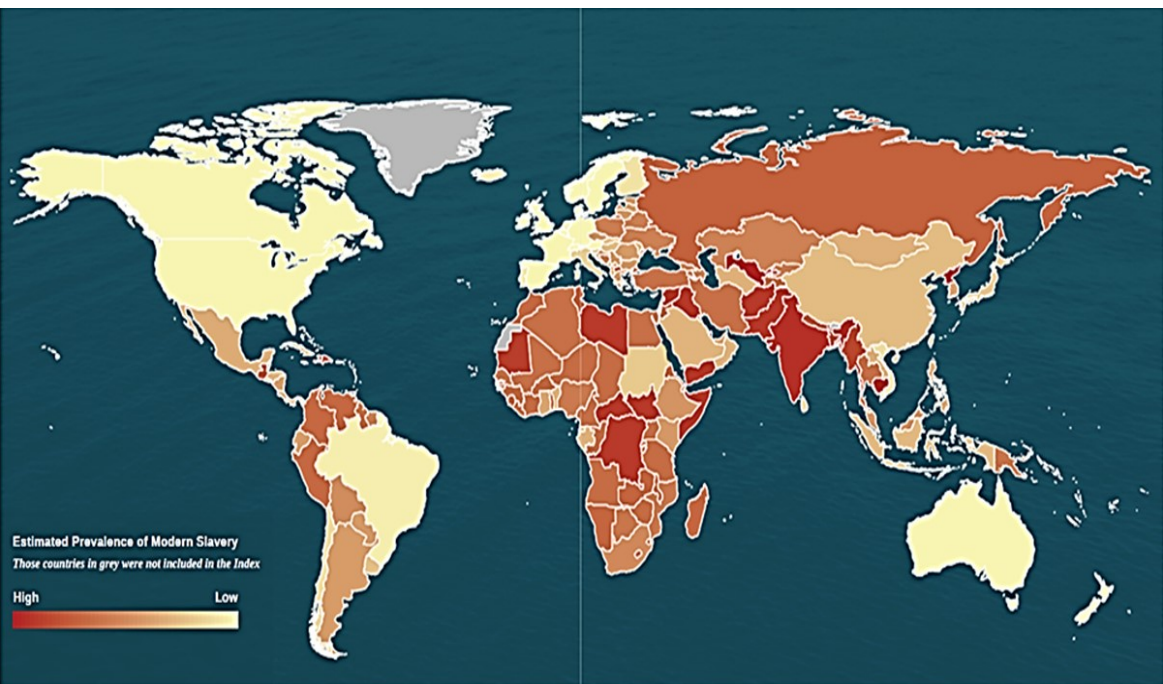 Estimated Prevalence of Modern Slavery
Those countries in grey were not included in the Index
High Low